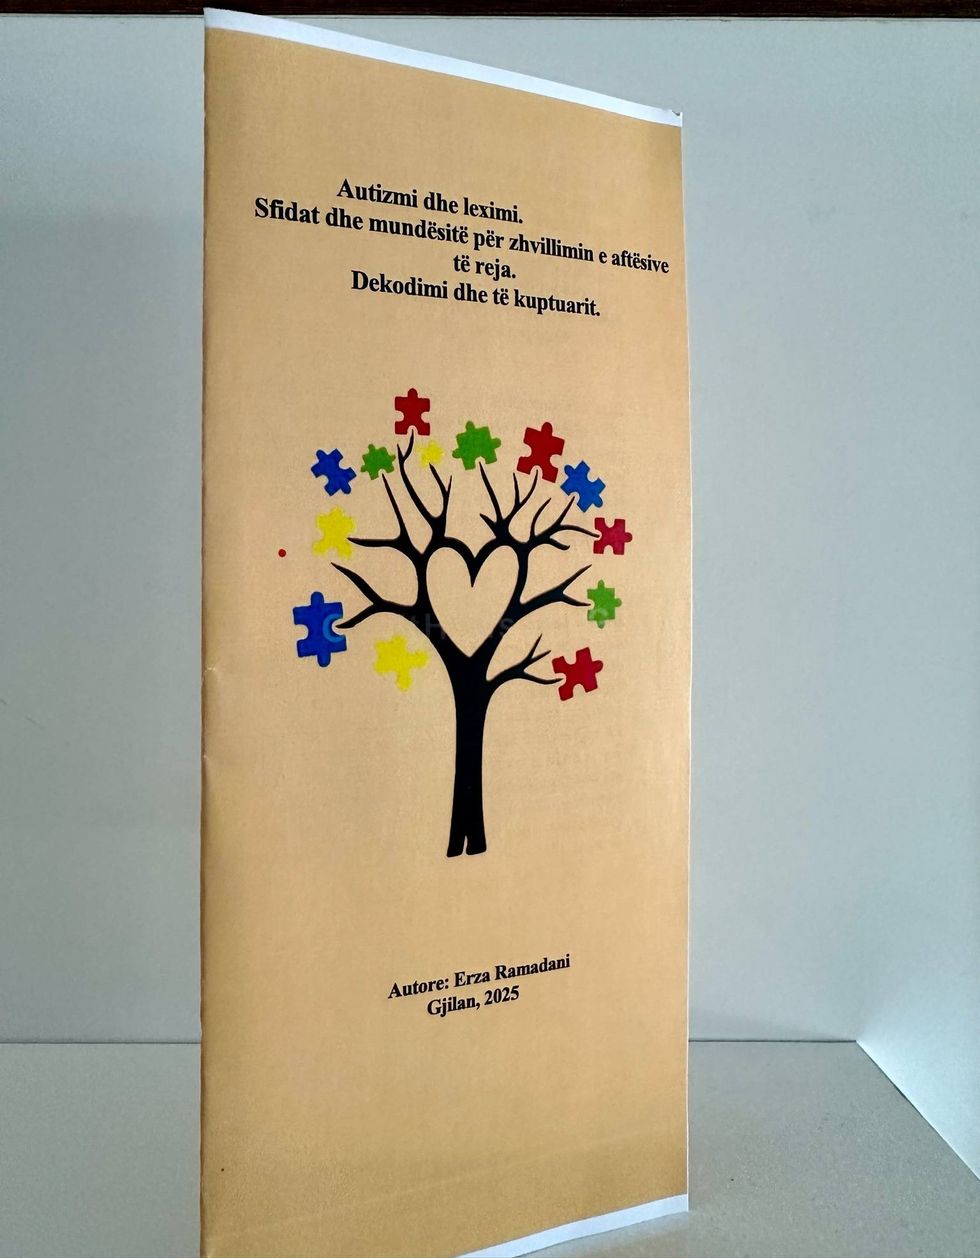 Autizmi dhe leximi.
Sfidat dhe mundësitë për zhvillimin e aftësive
të reja.
Dekodimi dhe të kuptuarit.
Autore: Erza Ramadani
Gjilan, 2025